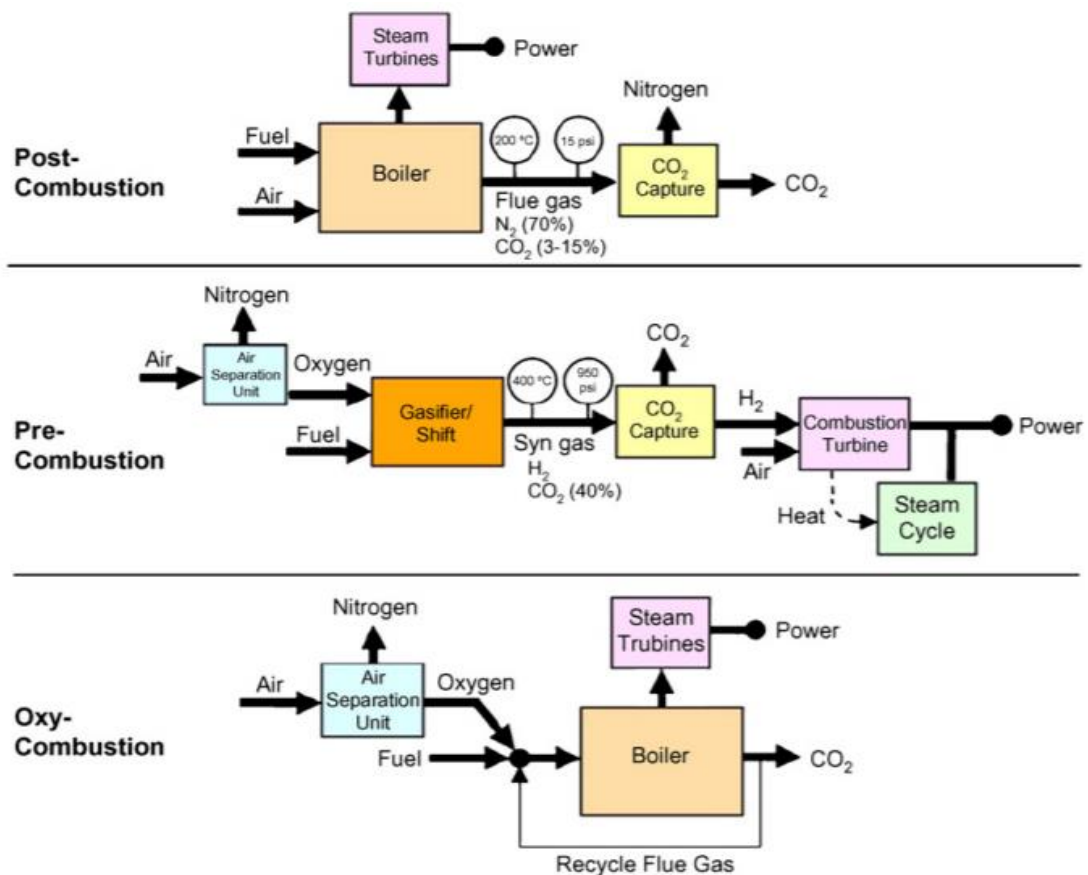 Steam
Turbines
Power
Nitrogen
Fuel
200 °C
15 psi
Post-
Combustion
Boiler
CO₂
Capture
CO₂
Air
Flue gas
N₂ (70%)
CO₂ (3-15%)
Nitrogen
CO₂
Air
Air
Separation
Unit
Oxygen
400 °C
950
psi
H₂
Pre-
Combustion
Gasifier/
Shift
CO₂
Capture
Combustion
Turbine
Power
Fuel
Syn gas
H₂
CO₂ (40%)
Air
Heat
Steam
Cycle
Nitrogen
Steam
Trubines
Power
Air
Air
Separation
Unit
Oxygen
Oxy-
Combustion
Fuel
Boiler
CO₂
Recycle Flue Gas